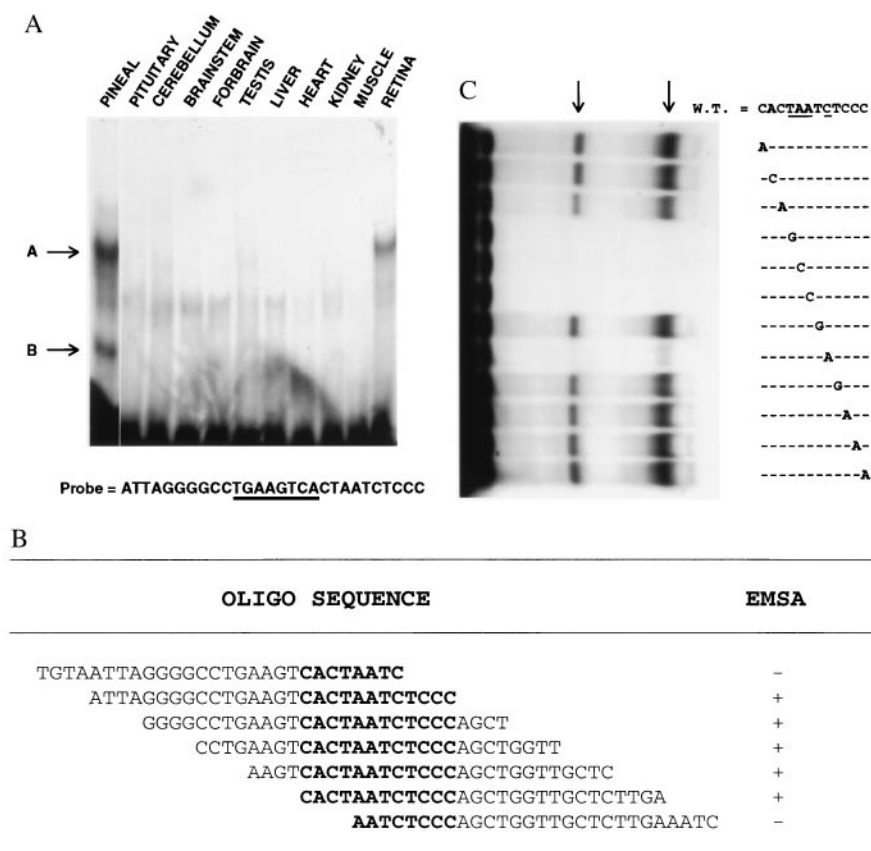 A
PINEAL
PITUITARY
CEREBELLUM
BRAINSTEM
FORBRAIN
TESTIS
LIVER
HEART
KIDNEY
MUSCLE
RETINA
A
B
Probe = ATTAGGGGCCTGAAGTCACTAATCTCCC
C
W.T. = CACTAATCTCCC
A-----------
-C----------
--A---------
---G--------
----C-------
-----C------
------G-----
-------A----
--------G---
---------A--
----------A-
-----------A
B
OLIGO SEQUENCE EMSA
TGTAATTAGGGGCCTGAAGTCACTAATC –
ATTAGGGGCCTGAAGTCACTAATCTCCC +
GGGGCCTGAAGTCACTAATCTCCCAGCT +
CCTGAAGTCACTAATCTCCCAGCTGGTT +
AAGTCACTAATCTCCCAGCTGGTTGCTC +
CACTAATCTCCCAGCTGGTTGCTCTTGA +
AATCTCCCAGCTGGTTGCTCTTGAAATC –